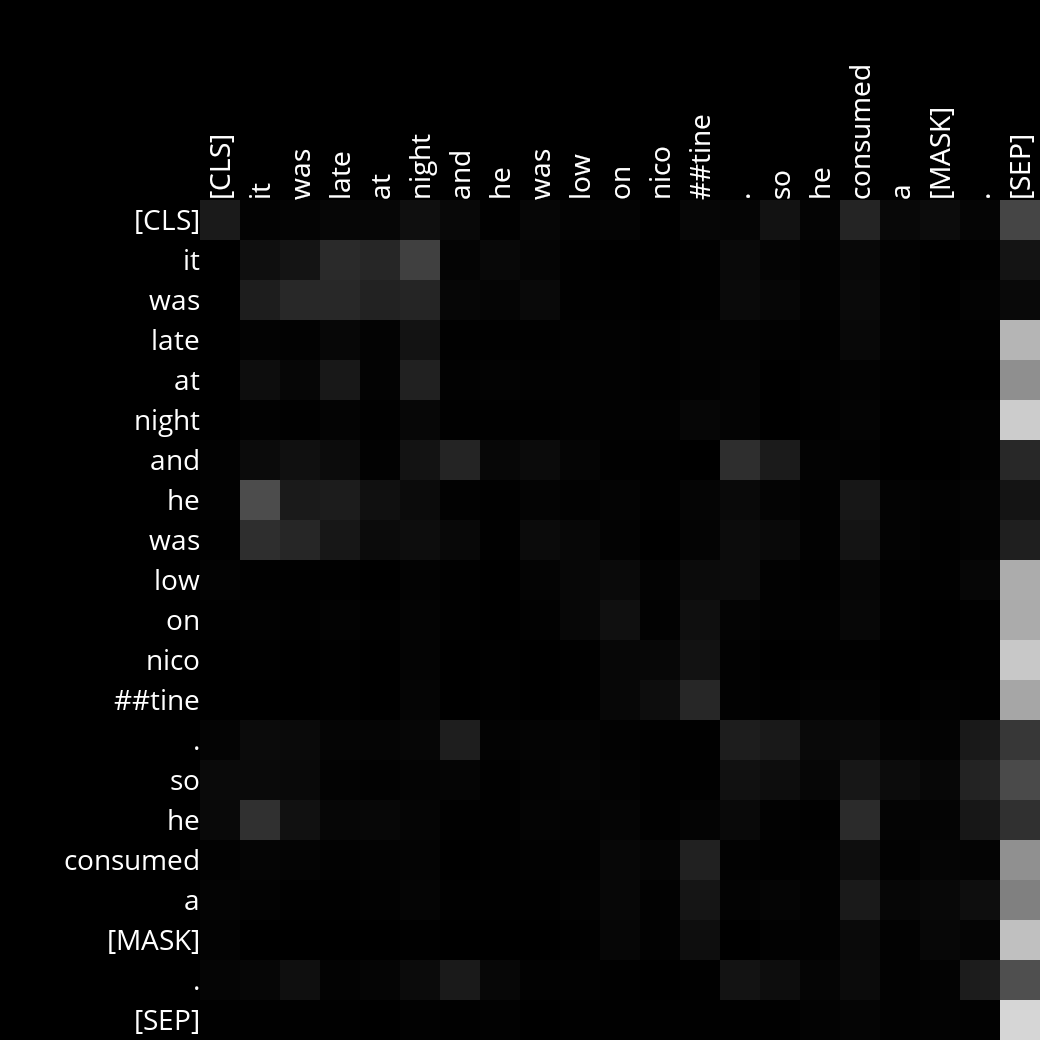 [CLS] it was late at night and he was low on nico ##tine . so he consumed a [MASK] . [SEP]
[CLS]
it
was
late
at
night
and
he
was
low
on
nico
##tine
.
so
he
consumed
a
[MASK]
.
[SEP]